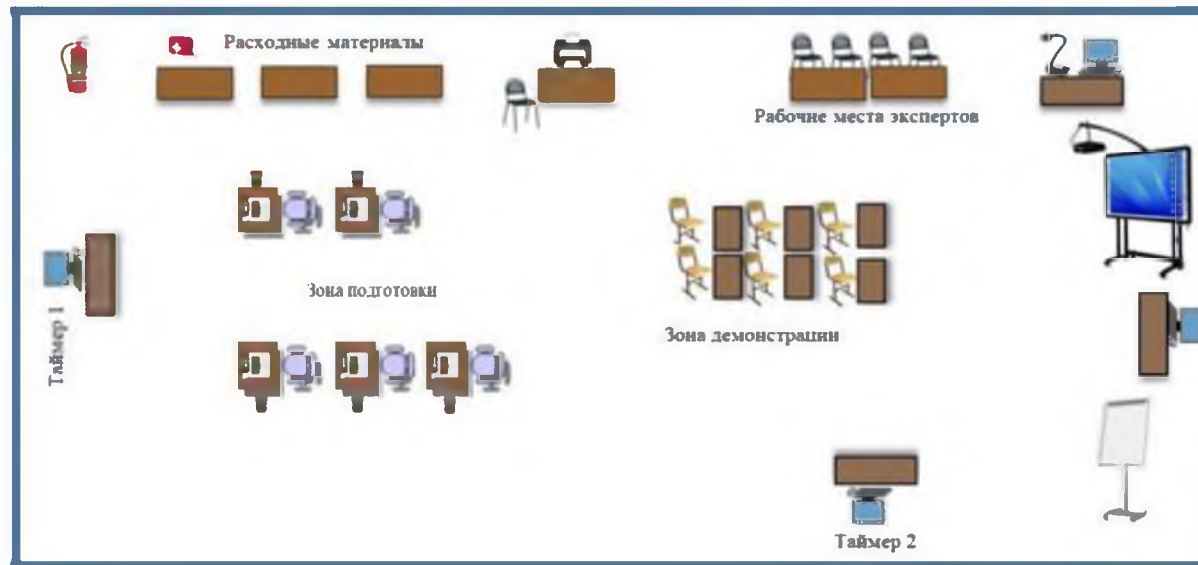 Расходные материалы
Рабочие места экспертов
Зона подготовки
Таймер 1
Зона демонстрации
Таймер 2